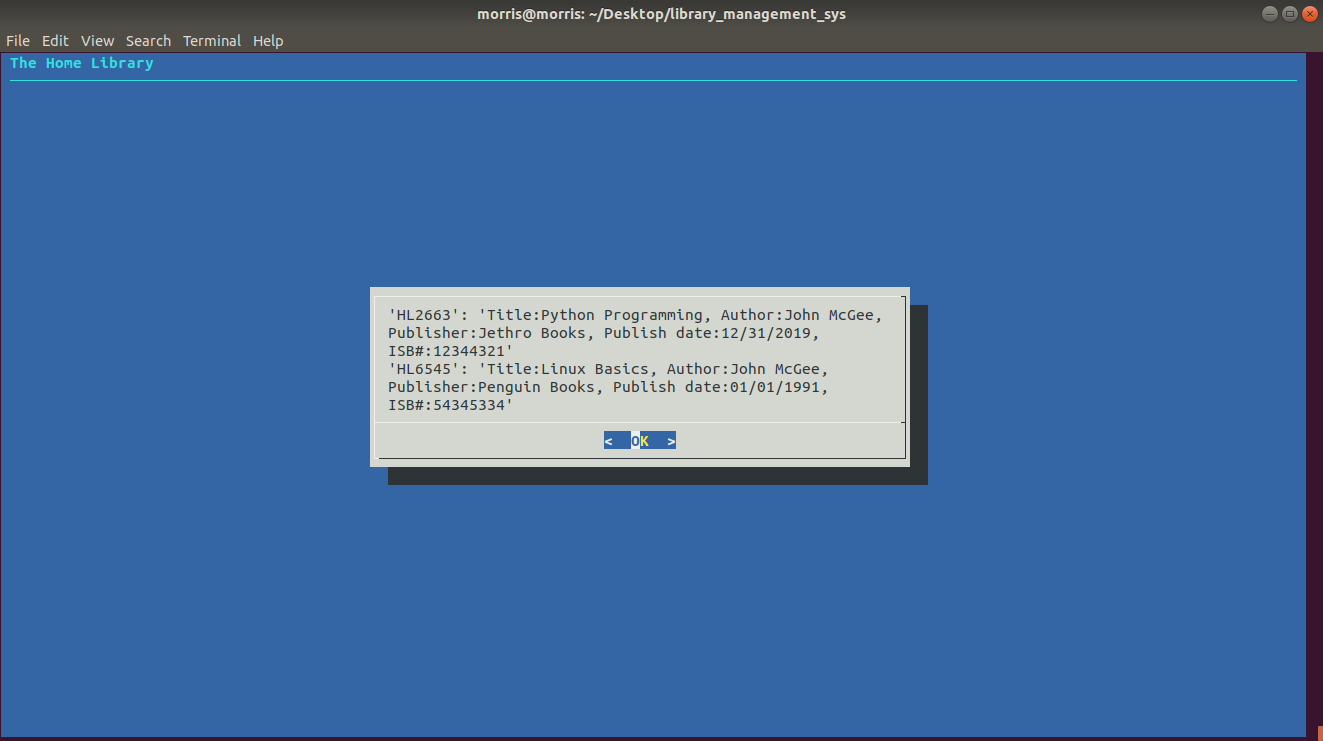 morris@morris: ~/Desktop/library_management_sys
File Edit View Search Terminal Help
The Home Library
'HL2663': 'Title:Python Programming, Author:John McGee,
Publisher:Jethro Books, Publish date:12/31/2019,
ISB#:12344321'
'HL6545': 'Title:Linux Basics, Author:John McGee,
Publisher:Penguin Books, Publish date:01/01/1991,
ISB#:54345334'
< OK >